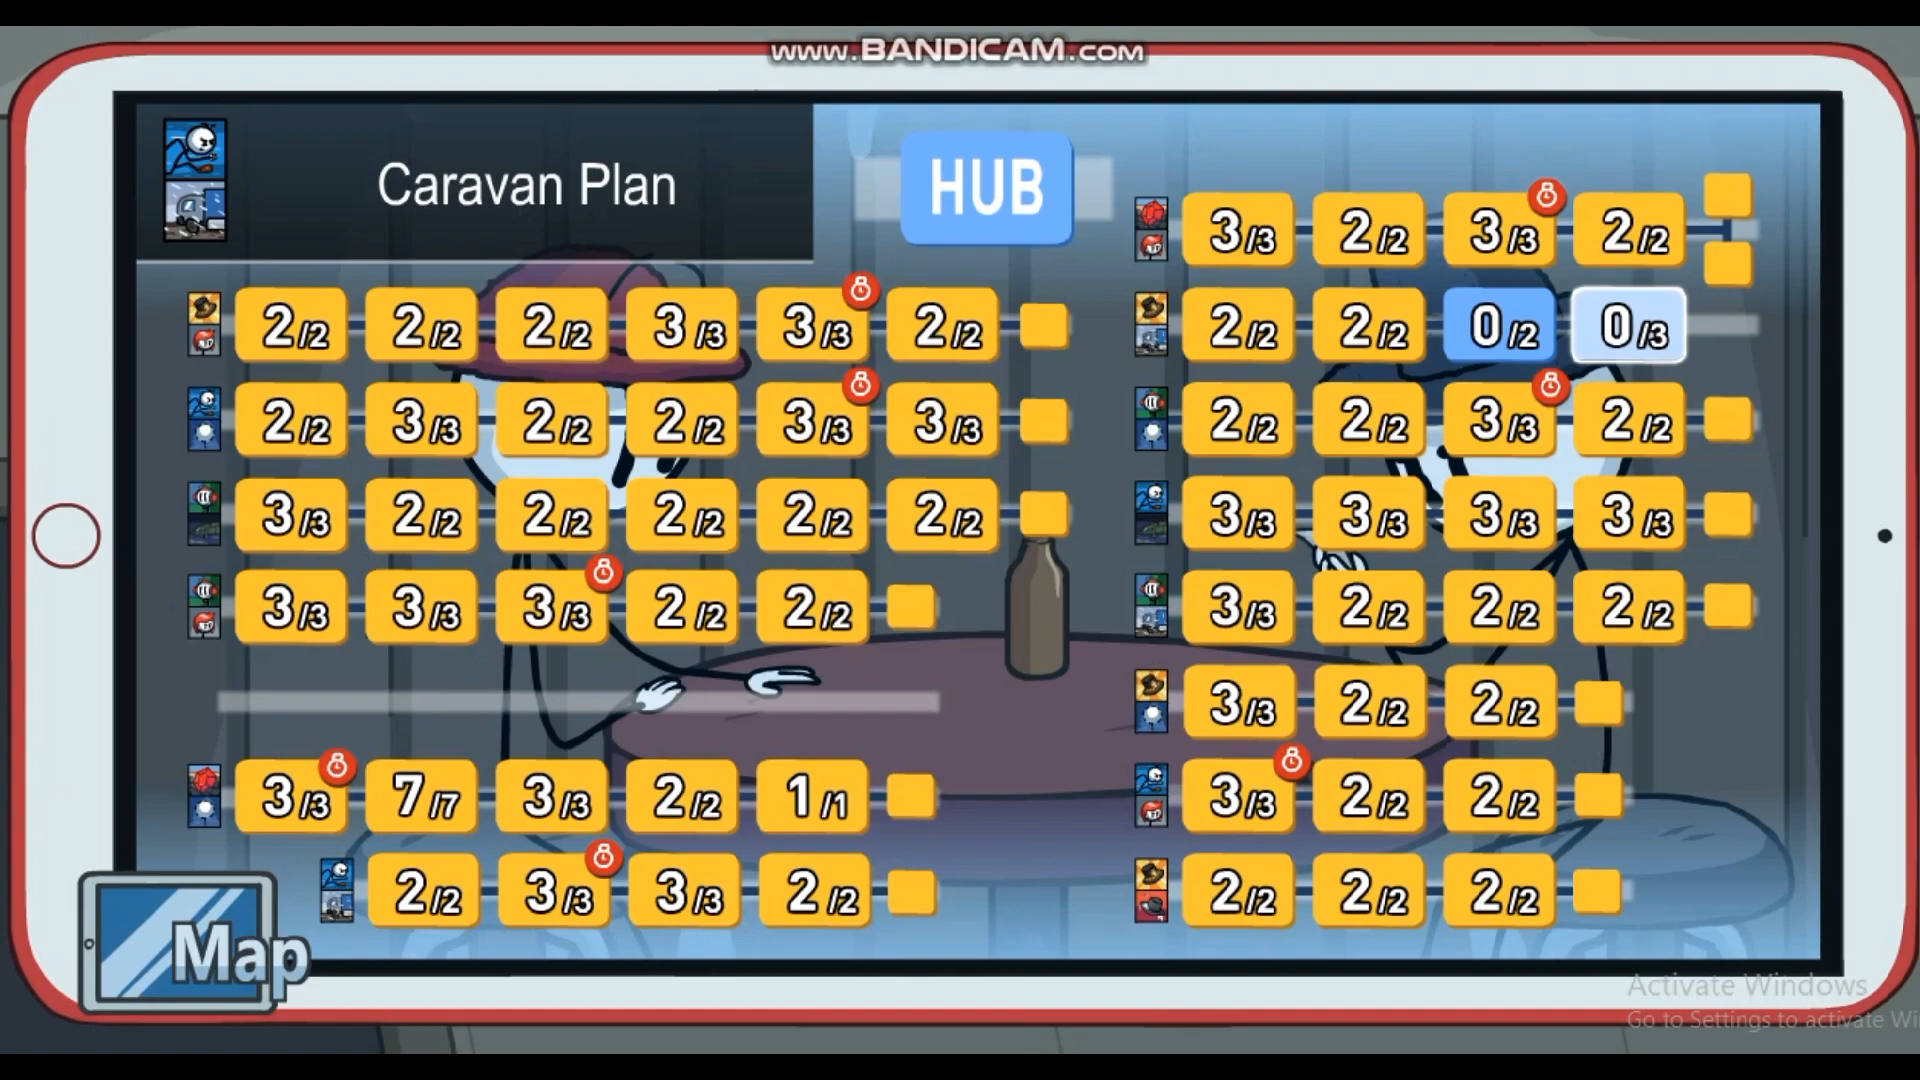 www.BANDICAM.com
Caravan Plan
HUB
3/3 2/2 3/3 2/2
2/2 2/2 2/2 3/3 3/3 2/2
2/2 2/2 0/2 0/3
2/2 3/3 2/2 2/2 3/3 3/3
2/2 2/2 3/3 2/2
3/3 2/2 2/2 2/2 2/2 2/2
3/3 3/3 3/3 3/3
3/3 3/3 3/3 2/2 2/2
3/3 2/2 2/2 2/2
3/3 2/2 2/2
3/3 7/7 3/3 2/2 1/1
3/3 2/2 2/2
2/2 3/3 3/3 2/2
2/2 2/2 2/2
Map
Activate Windows
Go to Settings to activate Wi